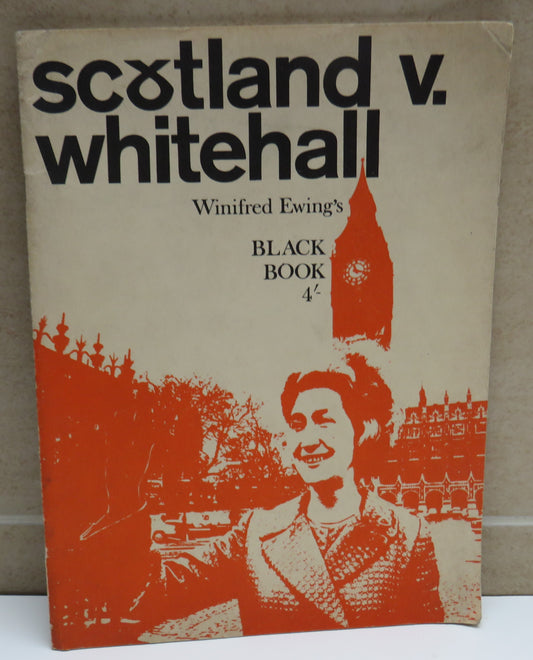 scotland v.
whitehall
Winifred Ewing's
BLACK
BOOK
4/-